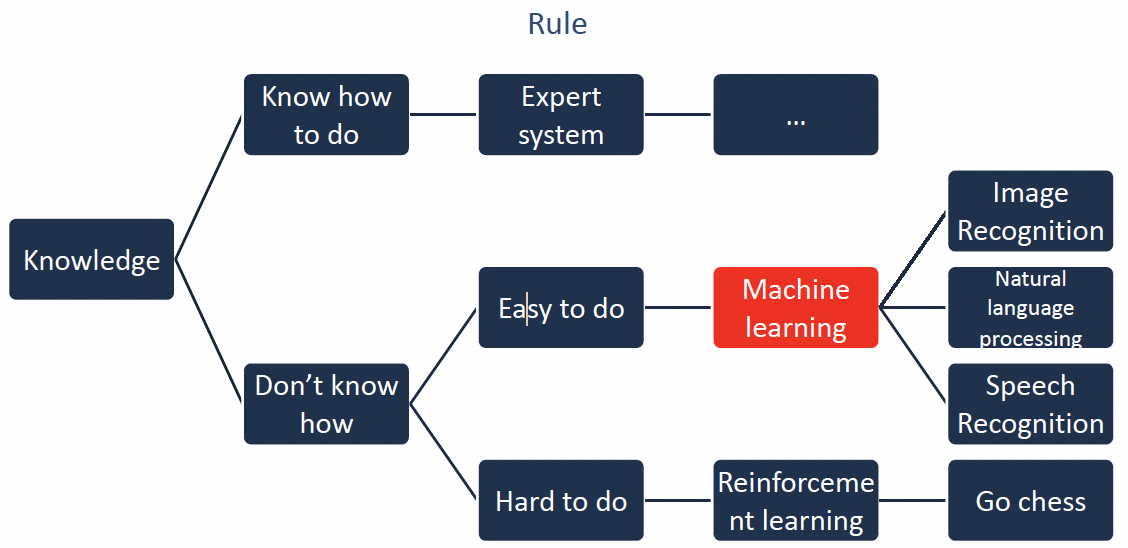 Rule
Know how
to do
Expert
system
...
Image
Recognition
Knowledge
Easy to do
Machine
learning
Natural
language
processing
Don’t know
how
Speech
Recognition
Hard to do
Reinforceme
nt learning
Go chess